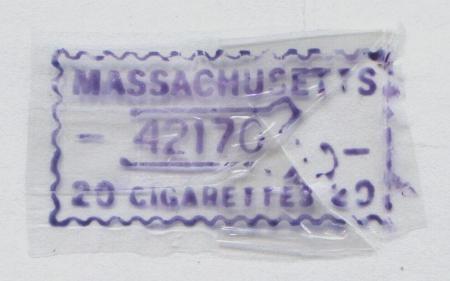 MASSACHUSETTS
- 42170 -
20 CIGARETTES 20